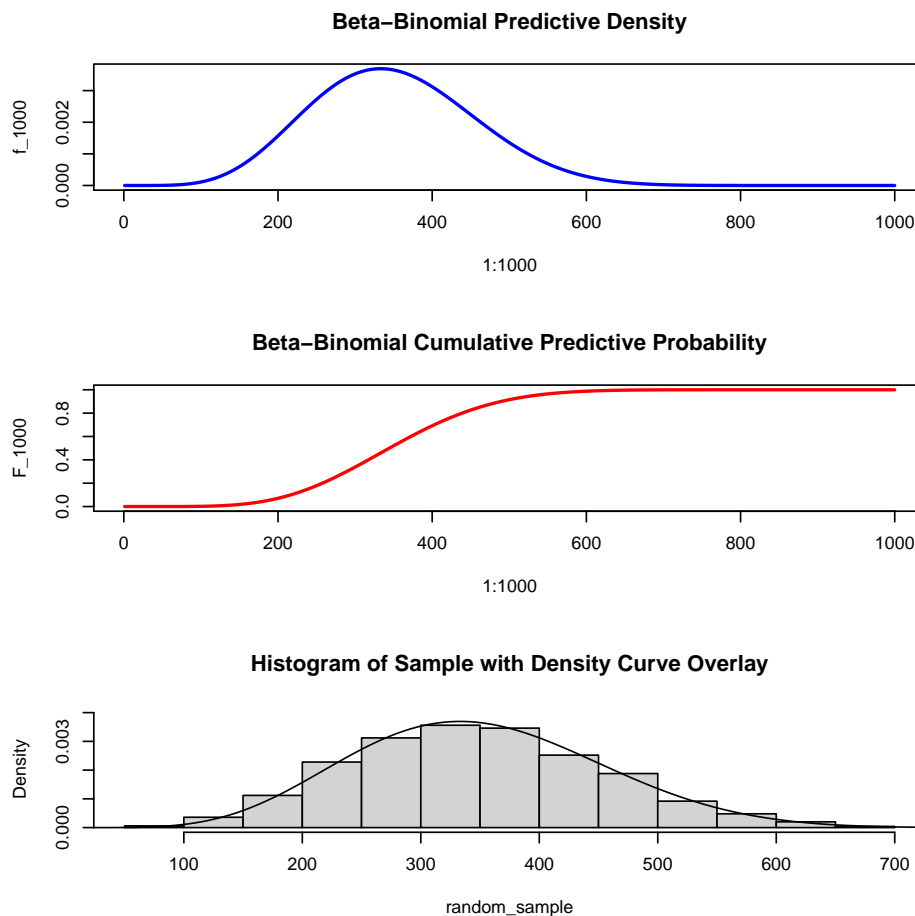 Beta−Binomial Predictive Density
f_1000
0.002
0.000
0 200 400 600 800 1000
1:1000
Beta−Binomial Cumulative Predictive Probability
F_1000
0.8
0.4
0.0
0 200 400 600 800 1000
1:1000
Histogram of Sample with Density Curve Overlay
Density
0.003
0.000
100 200 300 400 500 600 700
random_sample